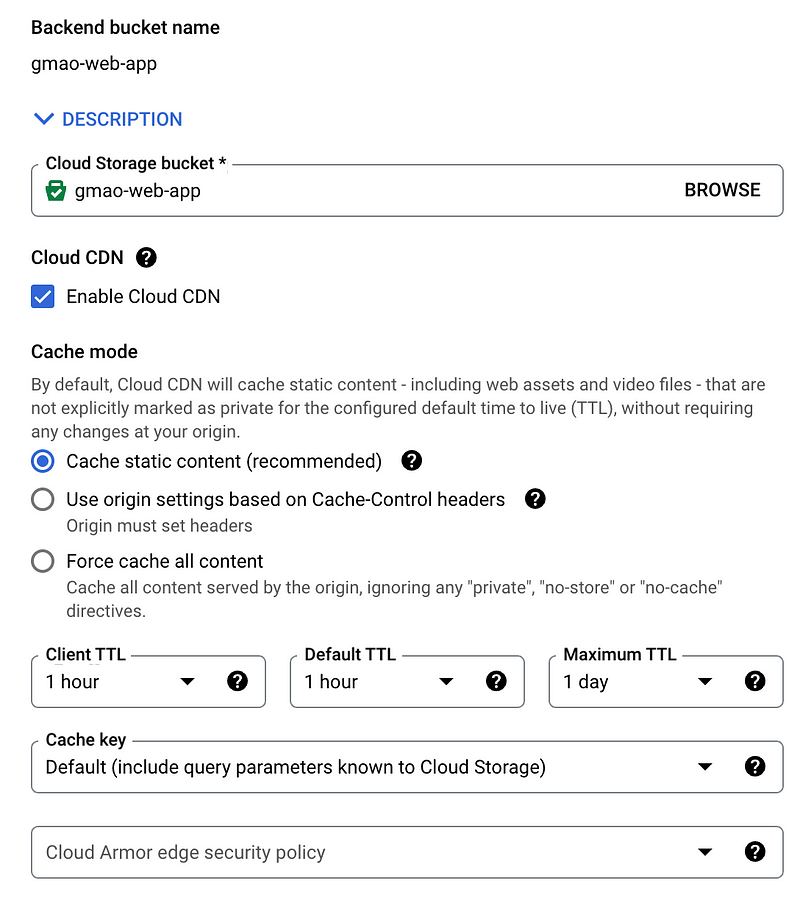 Backend bucket name
gmao-web-app
DESCRIPTION
Cloud Storage bucket *
gmao-web-app
BROWSE
Cloud CDN
Enable Cloud CDN
Cache mode
By default, Cloud CDN will cache static content - including web assets and video files - that are
not explicitly marked as private for the configured default time to live (TTL), without requiring
any changes at your origin.
Cache static content (recommended)
Use origin settings based on Cache-Control headers
Origin must set headers
Force cache all content
Cache all content served by the origin, ignoring any "private", "no-store" or "no-cache"
directives.
Client TTL
1 hour
Default TTL
1 hour
Maximum TTL
1 day
Cache key
Default (include query parameters known to Cloud Storage)
Cloud Armor edge security policy